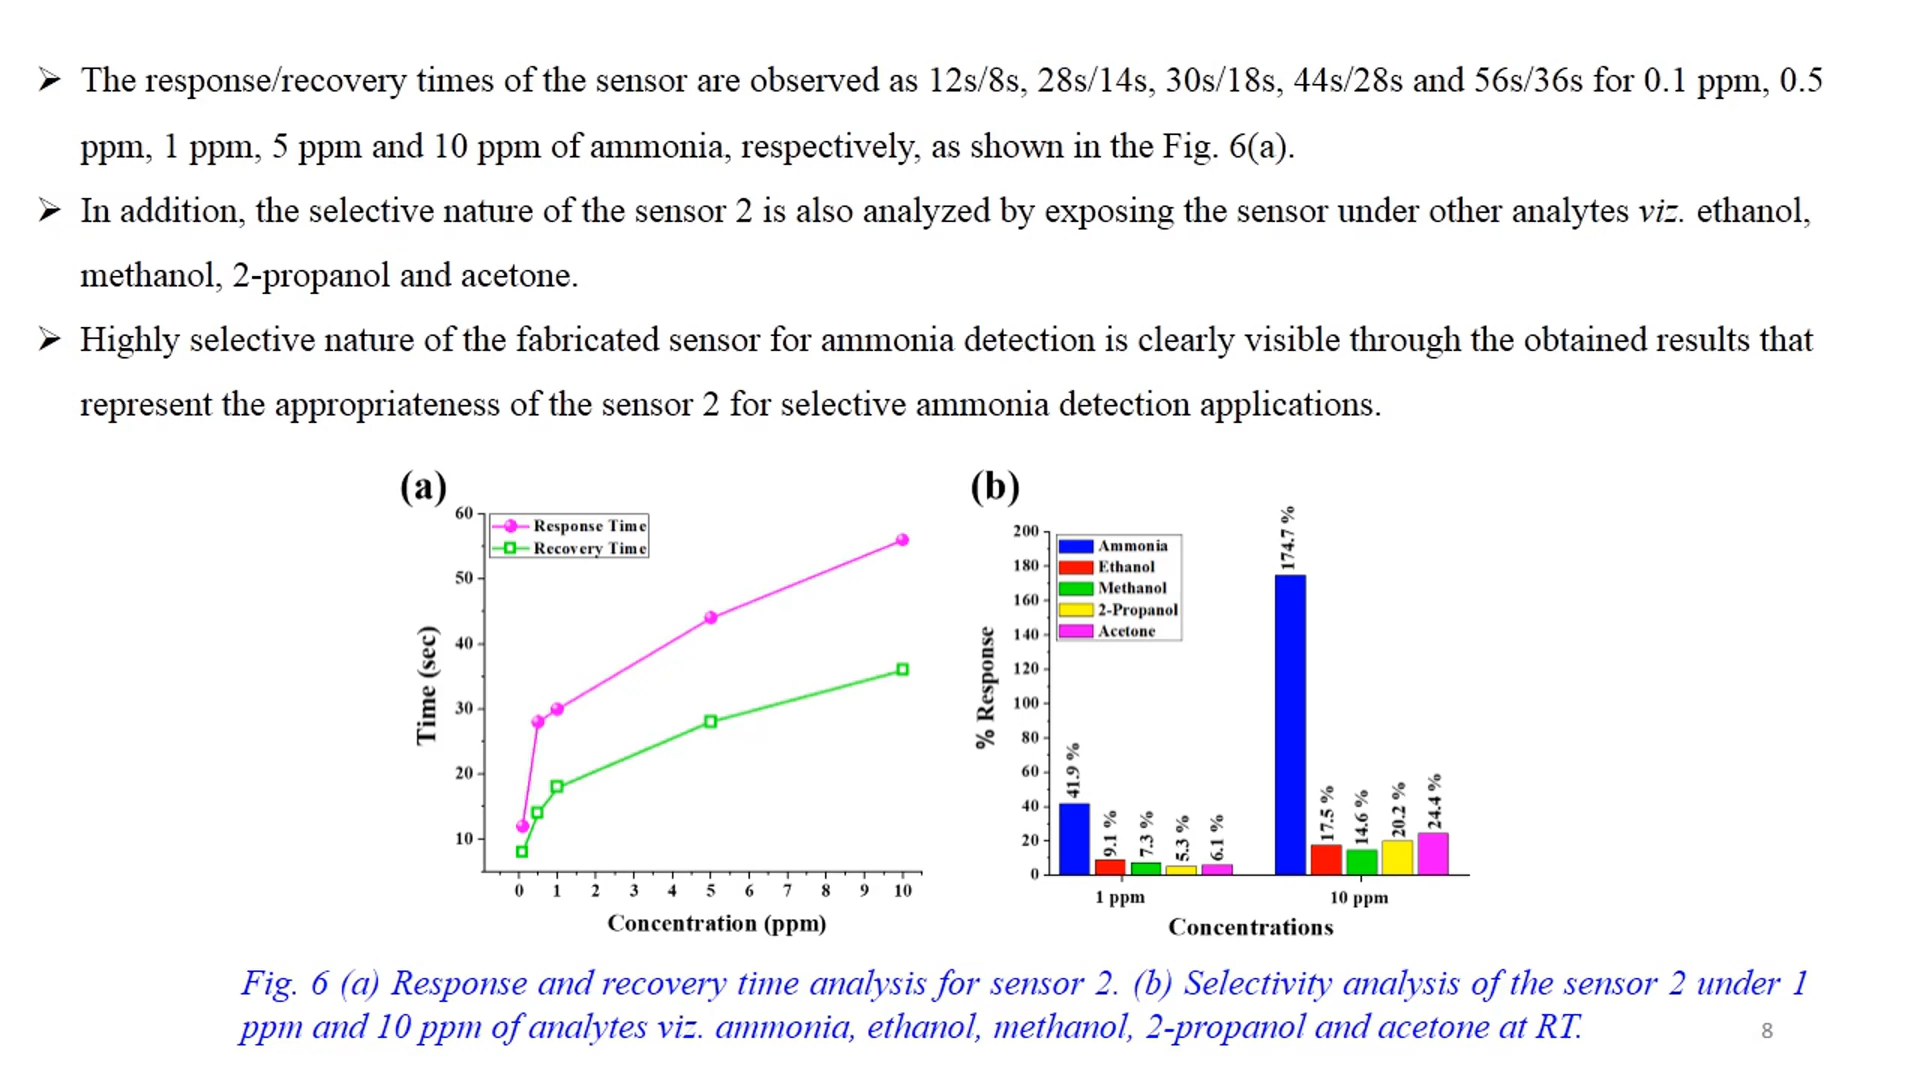 ➢ The response/recovery times of the sensor are observed as 12s/8s, 28s/14s, 30s/18s, 44s/28s and 56s/36s for 0.1 ppm, 0.5
ppm, 1 ppm, 5 ppm and 10 ppm of ammonia, respectively, as shown in the Fig. 6(a).
➢ In addition, the selective nature of the sensor 2 is also analyzed by exposing the sensor under other analytes viz. ethanol,
methanol, 2-propanol and acetone.
➢ Highly selective nature of the fabricated sensor for ammonia detection is clearly visible through the obtained results that
represent the appropriateness of the sensor 2 for selective ammonia detection applications.
(a)
60
50
40
30
20
10
Time (sec)
Response Time
Recovery Time
0 1 2 3 4 5 6 7 8 9 10
Concentration (ppm)
(b)
200
180
160
140
120
100
80
60
40
20
0
% Response
Ammonia
Ethanol
Methanol
2-Propanol
Acetone
41.9 %
9.1 %
7.3 %
5.3 %
6.1 %
174.7 %
17.5 %
14.6 %
20.2 %
24.4 %
1 ppm 10 ppm
Concentrations
Fig. 6 (a) Response and recovery time analysis for sensor 2. (b) Selectivity analysis of the sensor 2 under 1
ppm and 10 ppm of analytes viz. ammonia, ethanol, methanol, 2-propanol and acetone at RT.
8